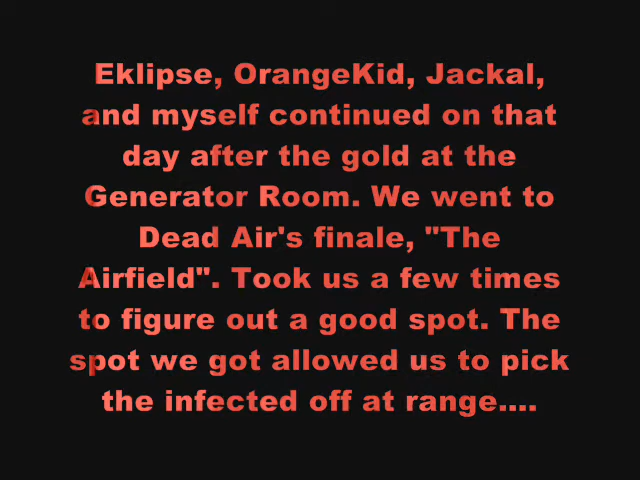 Eklipse, OrangeKid, Jackal,
and myself continued on that
day after the gold at the
Generator Room. We went to
Dead Air's finale, "The
Airfield". Took us a few times
to figure out a good spot. The
spot we got allowed us to pick
the infected off at range....